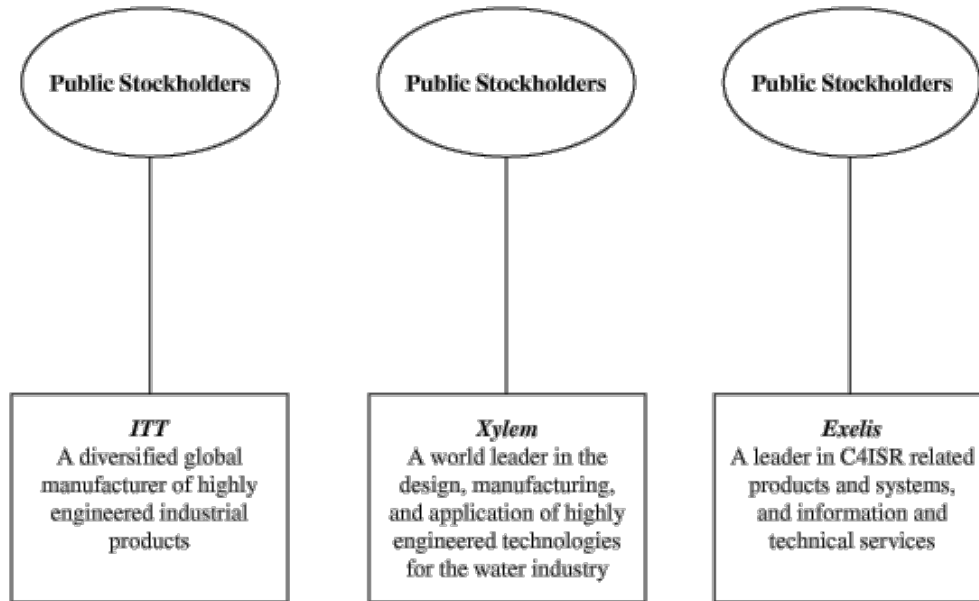 Public Stockholders
Public Stockholders
Public Stockholders
ITT
A diversified global
manufacturer of highly
engineered industrial
products
Xylem
A world leader in the
design, manufacturing,
and application of highly
engineered technologies
for the water industry
Exelis
A leader in C4ISR related
products and systems,
and information and
technical services